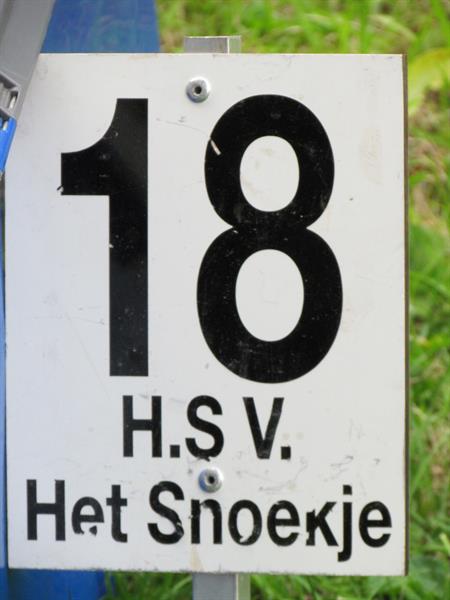 18
H.S V.
Het Snoekje